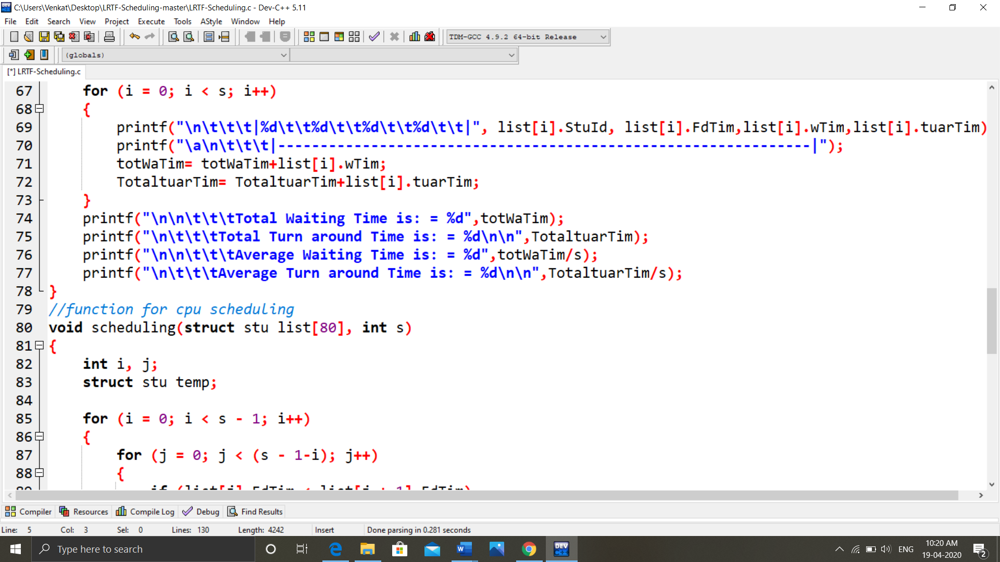 C:\Users\Venkat\Desktop\LRTF-Scheduling-master\LRTF-Scheduling.c - Dev-C++ 5.11
File Edit Search View Project Execute Tools AStyle Window Help
TDM-GCC 4.9.2 64-bit Release
(globals)
[*] LRTF-Scheduling.c
67 for (i = 0; i < s; i++)
68 {
69 printf("\n\t\t\t|%d\t\t%d\t\t%d\t\t%d\t\t|", list[i].StuId, list[i].FdTim,list[i].wTim,list[i].tuarTim)
70 printf("\a\n\t\t\t|---------------------------------------------------------------|");
71 totWaTim= totWaTim+list[i].wTim;
72 TotaltuarTim= TotaltuarTim+list[i].tuarTim;
73 }
74 printf("\n\n\t\t\tTotal Waiting Time is: = %d",totWaTim);
75 printf("\n\t\t\tTotal Turn around Time is: = %d\n\n",TotaltuarTim);
76 printf("\n\n\t\t\tAverage Waiting Time is: = %d",totWaTim/s);
77 printf("\n\t\t\tAverage Turn around Time is: = %d\n\n",TotaltuarTim/s);
78 }
79 //function for cpu scheduling
80 void scheduling(struct stu list[80], int s)
81 {
82 int i, j;
83 struct stu temp;
84
85 for (i = 0; i < s - 1; i++)
86 {
87 for (j = 0; j < (s - 1-i); j++)
88 {
89 if (list[j].FdTim < list[j + 1].FdTim)
Compiler Resources Compile Log Debug Find Results
Line: 5 Col: 3 Sel: 0 Lines: 130 Length: 4242 Insert Done parsing in 0.281 seconds
Type here to search
W
DEV C++
ENG
10:20 AM
19-04-2020
2